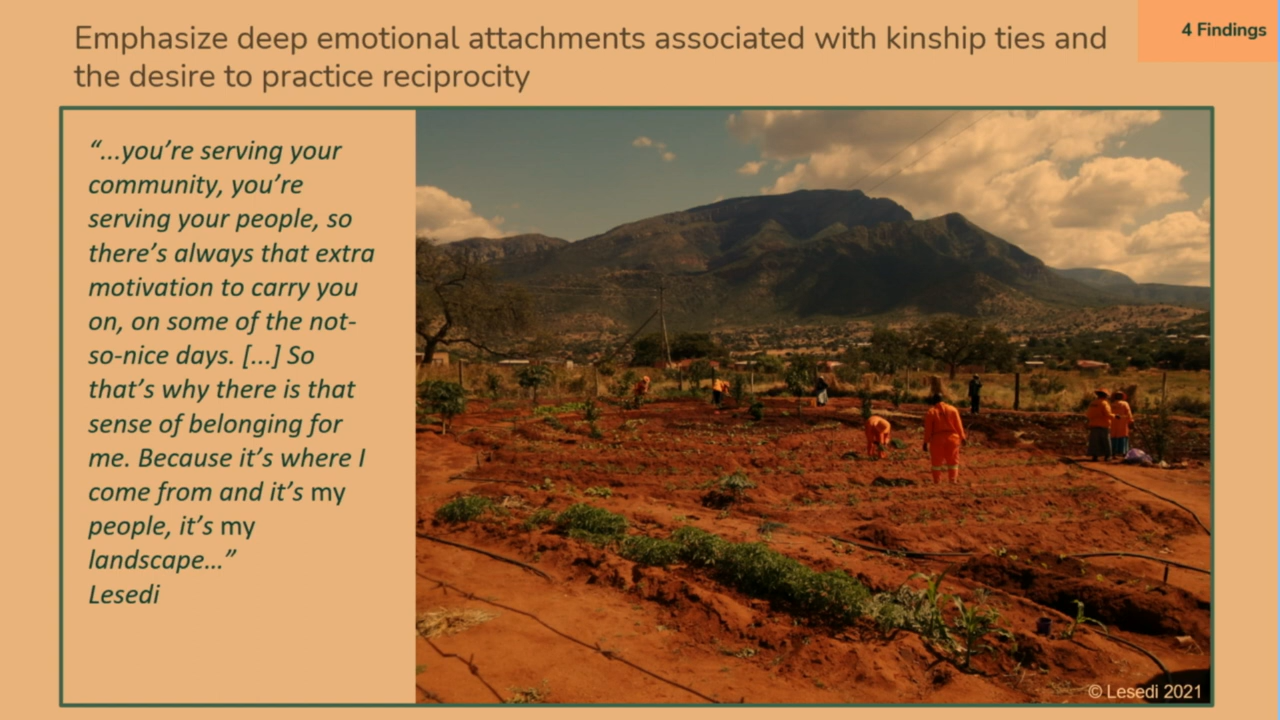 Emphasize deep emotional attachments associated with kinship ties and
the desire to practice reciprocity
4 Findings
“...you’re serving your
community, you’re
serving your people, so
there’s always that extra
motivation to carry you
on, on some of the not-
so-nice days. [...] So
that’s why there is that
sense of belonging for
me. Because it’s where I
come from and it’s my
people, it’s my
landscape...”
Lesedi
© Lesedi 2021